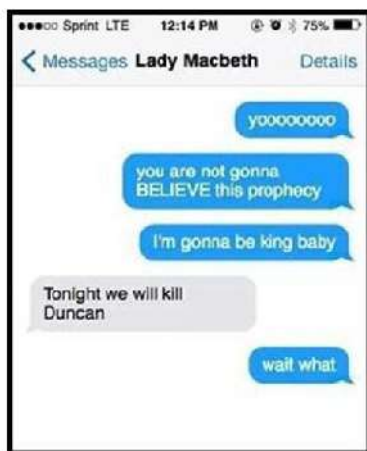 Sprint LTE 12:14 PM 75%
Messages Lady Macbeth Details
yooooooooo
you are not gonna
BELIEVE this prophecy
I'm gonna be king baby
Tonight we will kill
Duncan
wait what